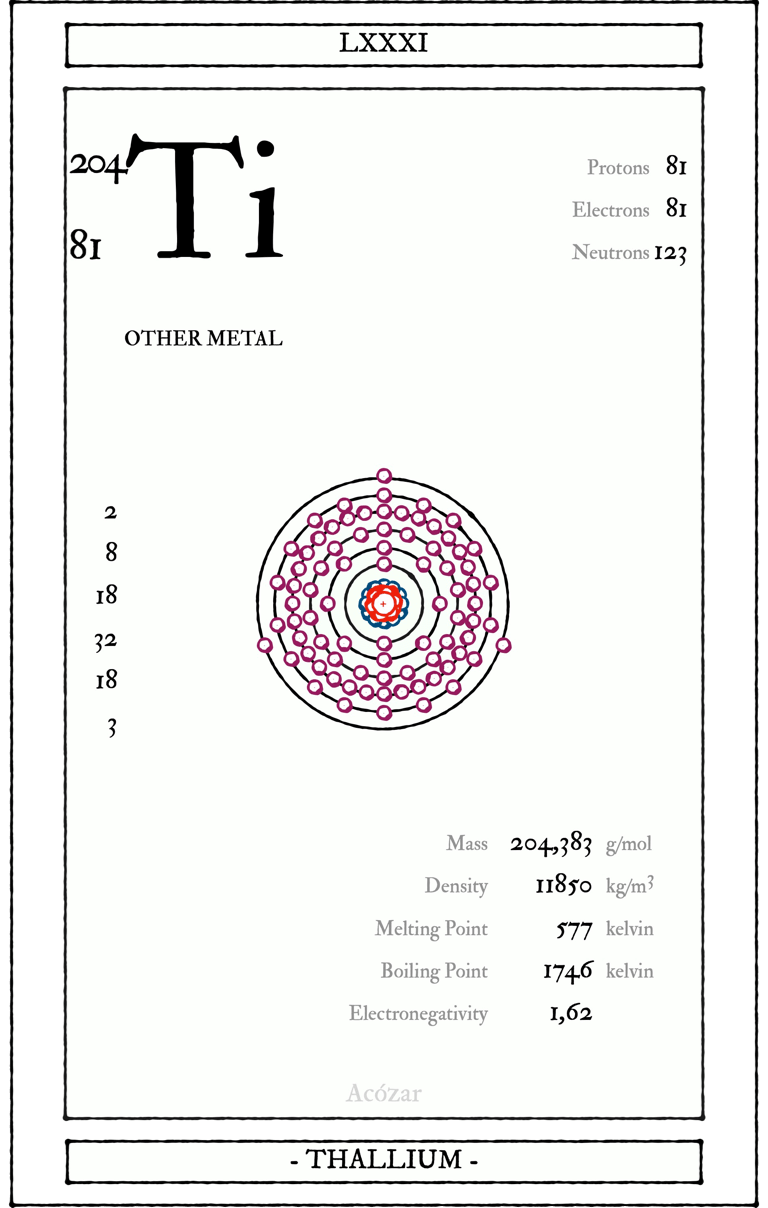 LXXXI
204
Ti
81
Protons 81
Electrons 81
Neutrons 123
OTHER METAL
2
8
18
32
18
3
+
Mass 204,383 g/mol
Density 11850 kg/m³
Melting Point 577 kelvin
Boiling Point 1746 kelvin
Electronegativity 1,62
Acózar
- THALLIUM -